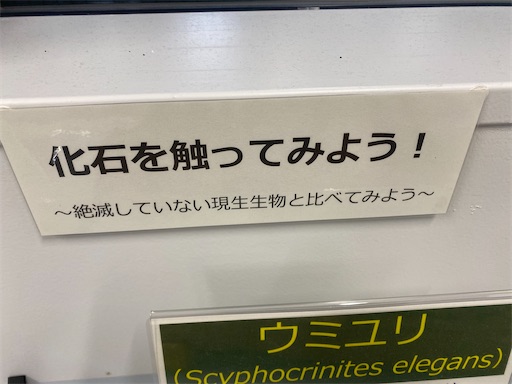 化石を触ってみよう！
～絶滅していない現生生物と比べてみよう～
ウミユリ
(Scyphocrinites elegans)